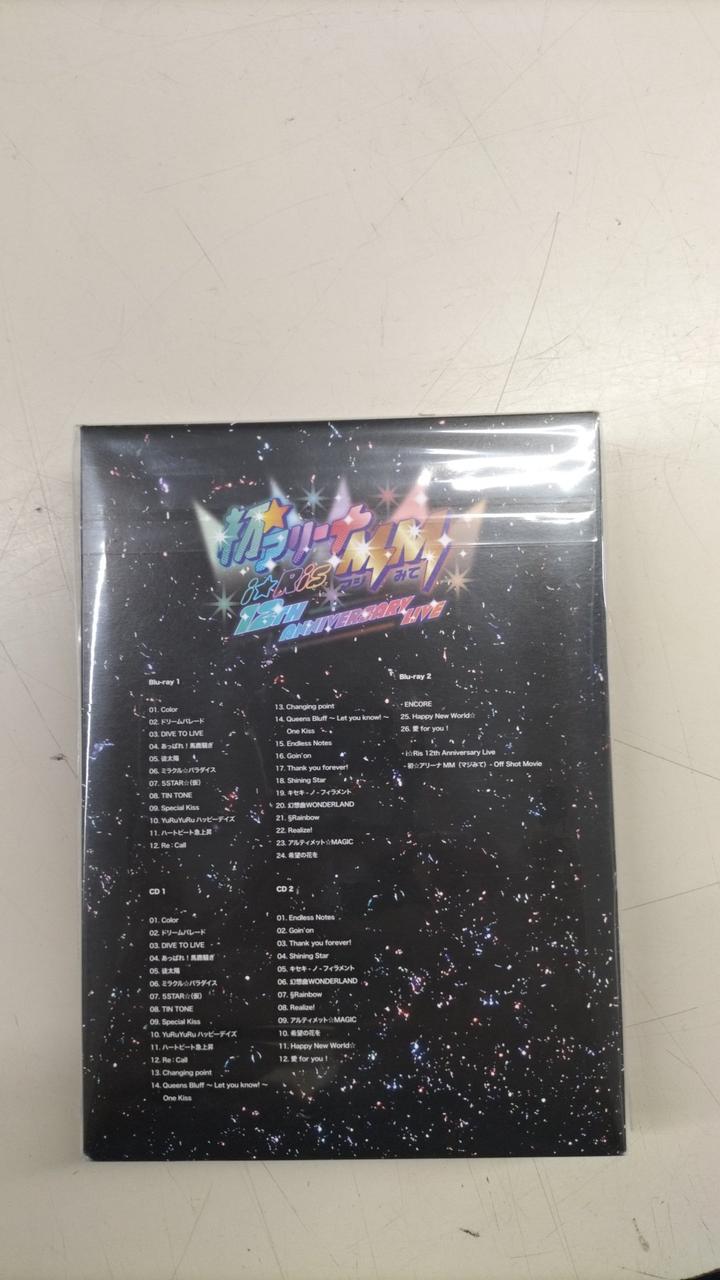 初☆アリーナMM
i☆Ris マジ みて
12TH
ANNIVERSARY LIVE
Blu-ray 1
01. Color
02. ドリームパレード
03. DIVE TO LIVE
04. あっぱれ！馬鹿騒ぎ
05. 徒太陽
06. ミラクル☆パラダイス
07. 5STAR☆(仮)
08. TIN TONE
09. Special Kiss
10. YuRuYuRu ハッピーデイズ
11. ハートビート急上昇
12. Re : Call
13. Changing point
14. Queens Bluff 〜 Let you know! 〜
One Kiss
15. Endless Notes
16. Goin'on
17. Thank you forever!
18. Shining Star
19. キセキ - ノ - フィラメント
20. 幻想曲WONDERLAND
21. §Rainbow
22. Realize!
23. アルティメット☆MAGIC
24. 希望の花を
Blu-ray 2
- ENCORE
25. Happy New World☆
26. 愛 for you !
- i☆Ris 12th Anniversary Live
- 初☆アリーナ MM（マジみて）- Off Shot Movie
CD 1
01. Color
02. ドリームパレード
03. DIVE TO LIVE
04. あっぱれ！馬鹿騒ぎ
05. 徒太陽
06. ミラクル☆パラダイス
07. 5STAR☆(仮)
08. TIN TONE
09. Special Kiss
10. YuRuYuRu ハッピーデイズ
11. ハートビート急上昇
12. Re : Call
13. Changing point
14. Queens Bluff 〜 Let you know! 〜
One Kiss
CD 2
01. Endless Notes
02. Goin'on
03. Thank you forever!
04. Shining Star
05. キセキ - ノ - フィラメント
06. 幻想曲WONDERLAND
07. §Rainbow
08. Realize!
09. アルティメット☆MAGIC
10. 希望の花を
11. Happy New World☆
12. 愛 for you !